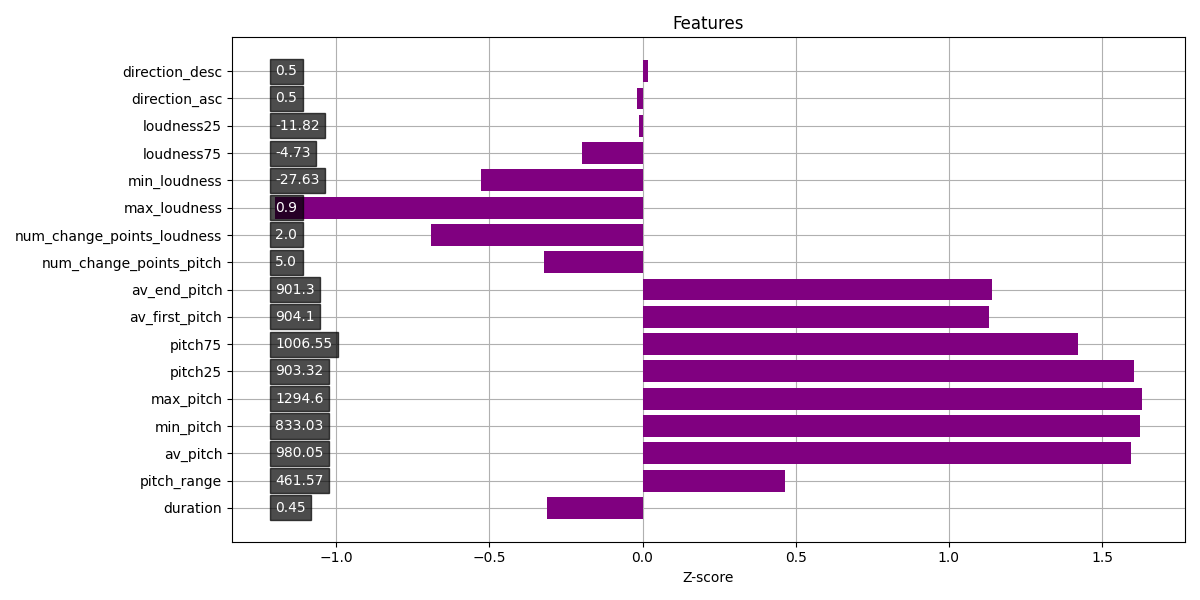 Features
direction_desc 0.5
direction_asc 0.5
loudness25 -11.82
loudness75 -4.73
min_loudness -27.63
max_loudness 0.9
num_change_points_loudness 2.0
num_change_points_pitch 5.0
av_end_pitch 901.3
av_first_pitch 904.1
pitch75 1006.55
pitch25 903.32
max_pitch 1294.6
min_pitch 833.03
av_pitch 980.05
pitch_range 461.57
duration 0.45
−1.0 −0.5 0.0 0.5 1.0 1.5
Z-score